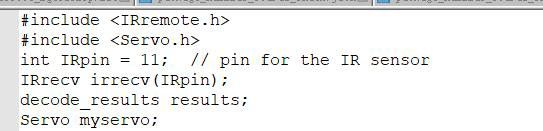 #include <IRremote.h>
#include <Servo.h>
int IRpin = 11;  // pin for the IR sensor
IRrecv irrecv(IRpin);
decode_results results;
Servo myservo;